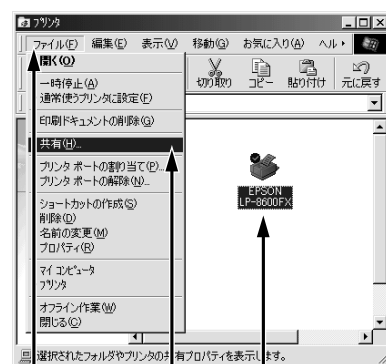 プリンタ
ファイル(F) 編集(E) 表示(V) 移動(G) お気に入り(A) ヘル
開く(O)
一時停止(A)
通常使うプリンタに設定(F)
印刷ドキュメントの削除(G)
共有(H)...
プリンタ ポートの割り当て(P)...
プリンタ ポートの解除(N)...
ショートカットの作成(S)
削除(D)
名前の変更(M)
プロパティ(R)
マイ コンピュータ
プリンタ
オフライン作業(W)
閉じる(C)
切り取り コピー 貼り付け 元に戻す
EPSON
LP-8600FX
選択されたフォルダやプリンタの共有プロパティを表示します。